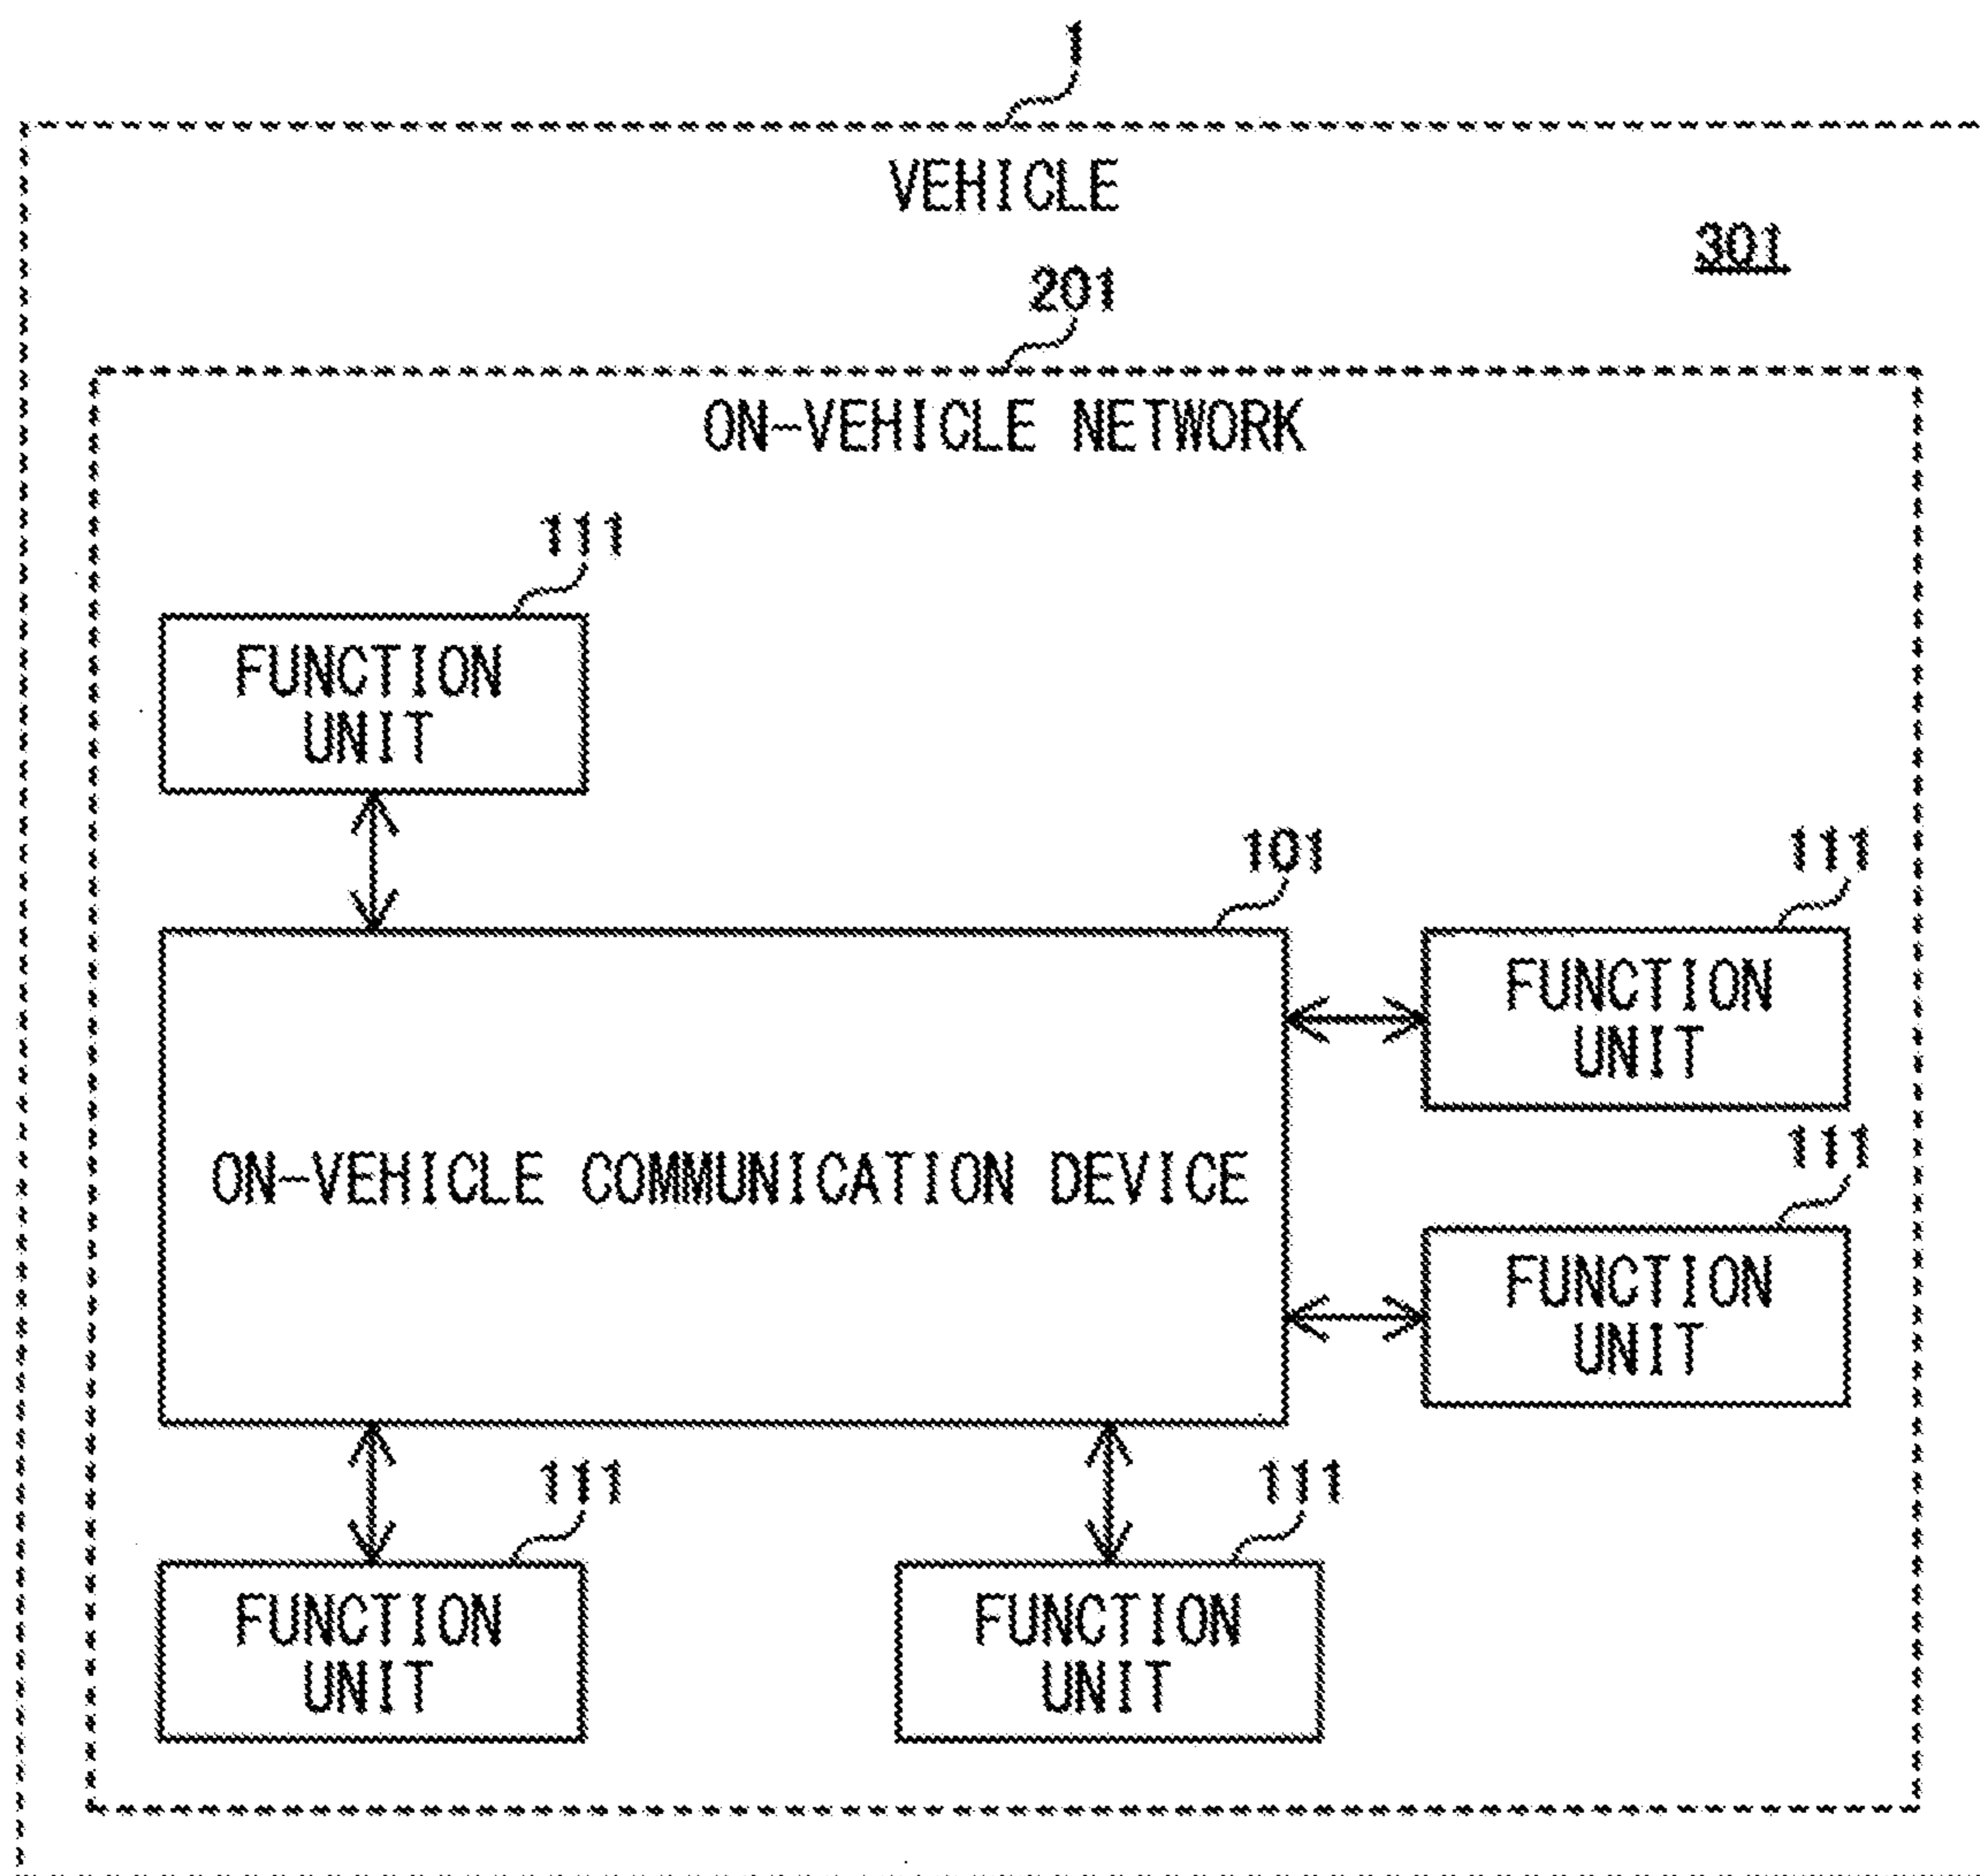 1
VEHICLE
301
201
ON-VEHICLE NETWORK
111
FUNCTION
UNIT
101
111
ON-VEHICLE COMMUNICATION DEVICE
FUNCTION
UNIT
111
FUNCTION
UNIT
111
FUNCTION
UNIT
111
FUNCTION
UNIT